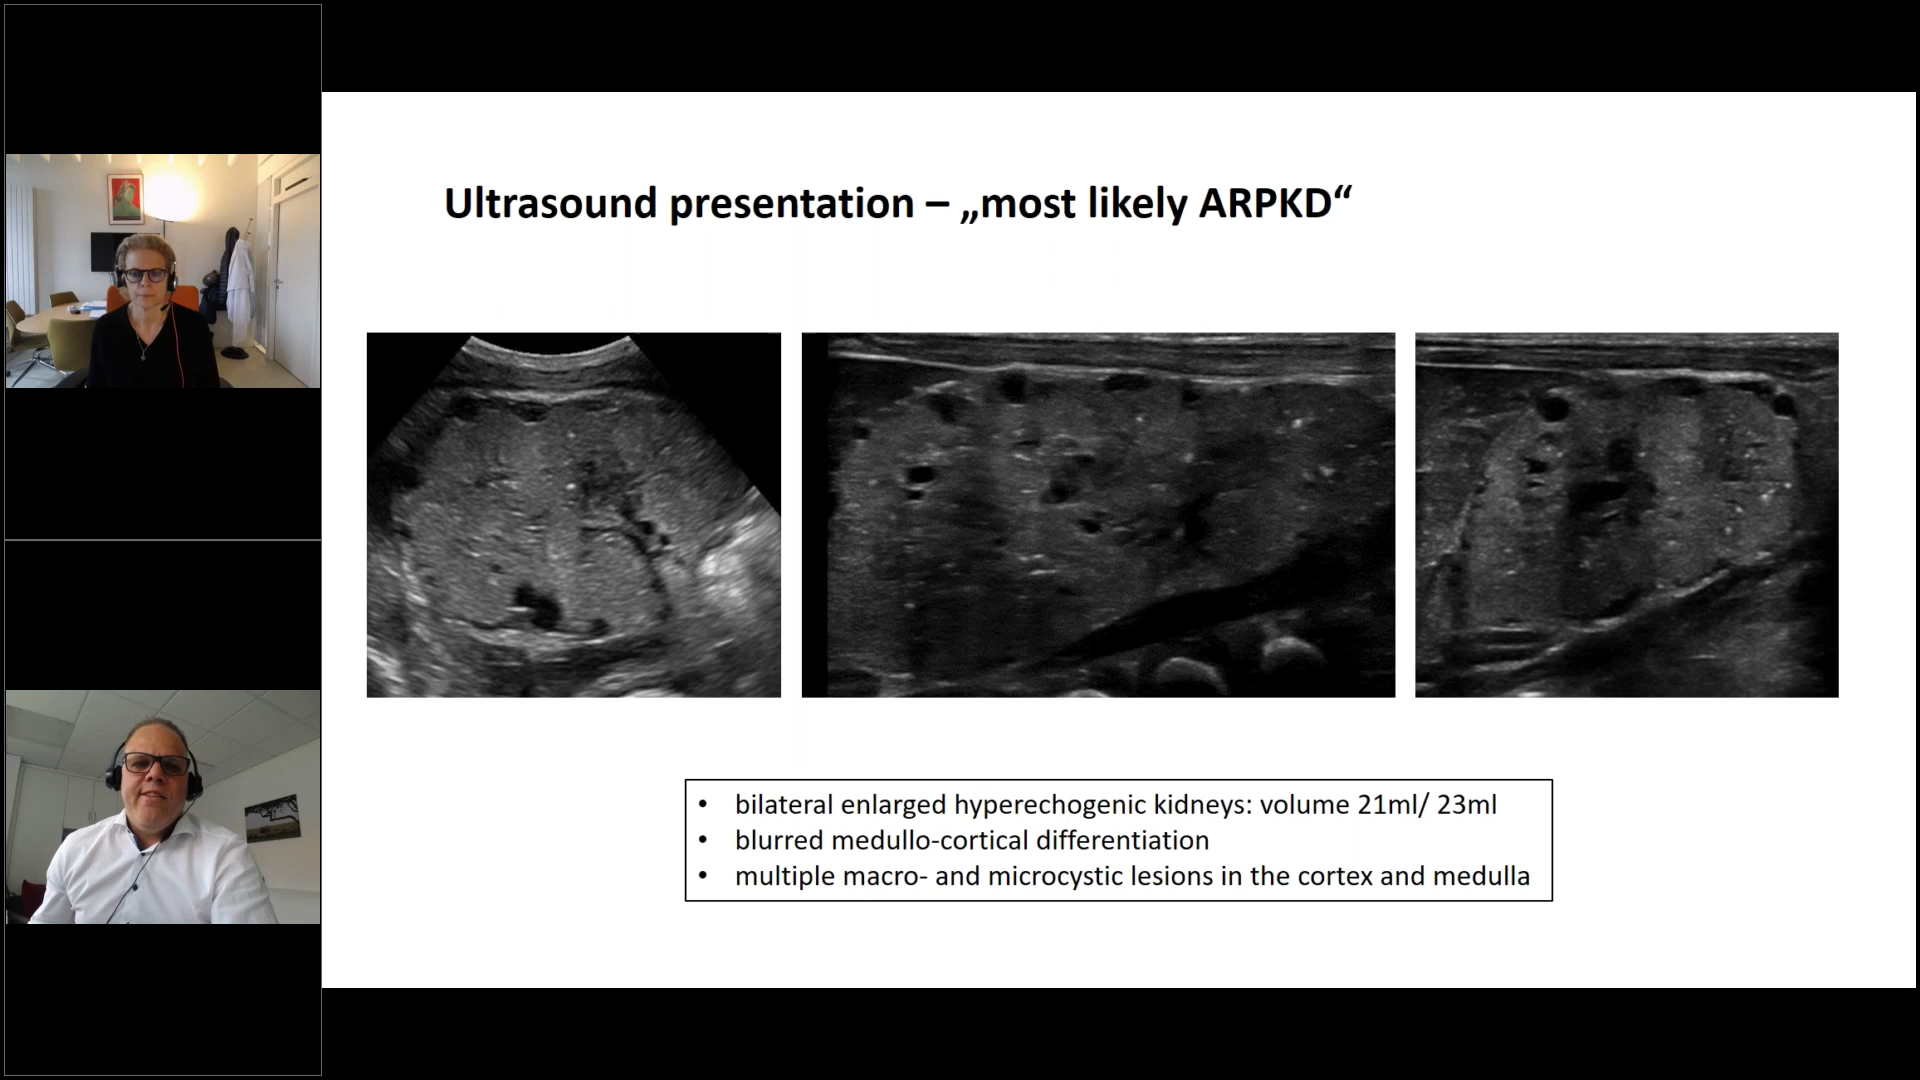 Ultrasound presentation – „most likely ARPKD“
• bilateral enlarged hyperechogenic kidneys: volume 21ml/ 23ml
• blurred medullo-cortical differentiation
• multiple macro- and microcystic lesions in the cortex and medulla